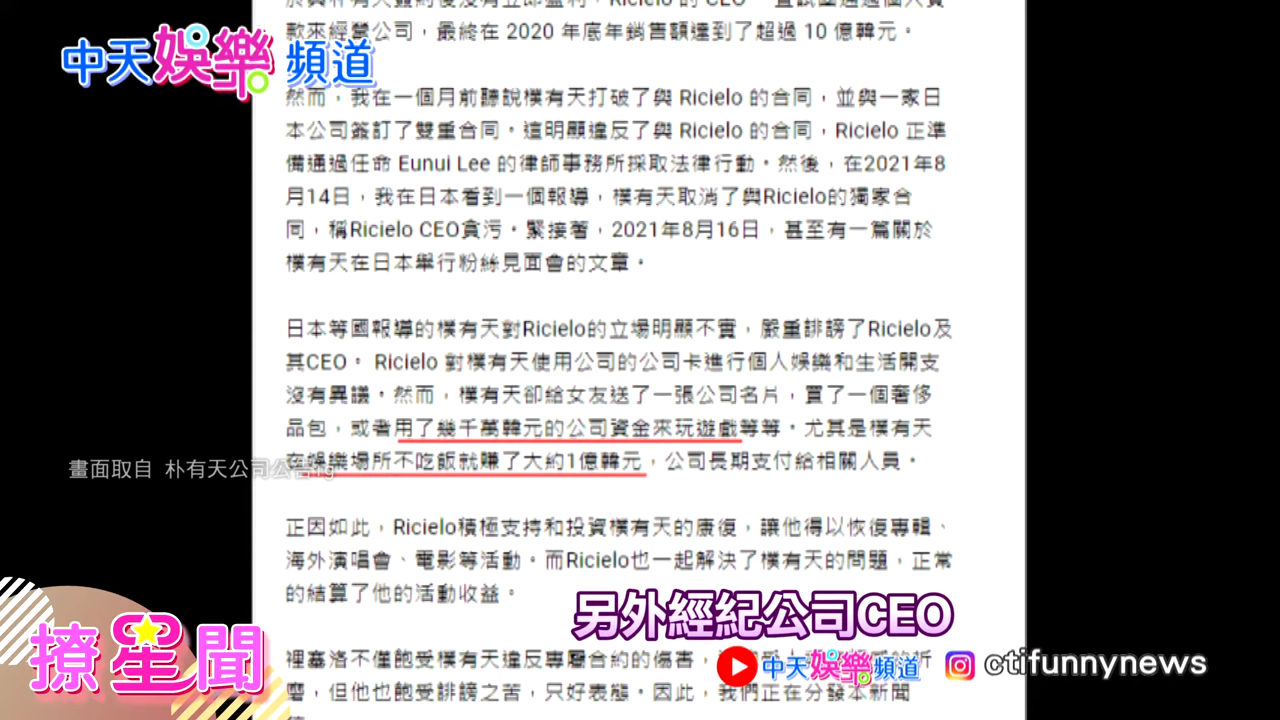 款來經營公司，最終在 2020 年底年銷售額達到了超過 10 億韓元。
中天娛樂頻道
然而，我在一個月前聽說樸有天打破了與 Ricielo 的合同，並與一家日
本公司簽訂了雙重合同。這明顯違反了與 Ricielo 的合同，Ricielo 正準
備通過任命 Eunui Lee 的律師事務所採取法律行動。然後，在2021年8
月14日，我在日本看到一個報導，樸有天取消了與Ricielo的獨家合
同，稱Ricielo CEO貪污。緊接著，2021年8月16日，甚至有一篇關於
樸有天在日本舉行粉絲見面會的文章。
日本等國報導的樸有天對Ricielo的立場明顯不實，嚴重誹謗了Ricielo及
其CEO。 Ricielo 對樸有天使用公司的公司卡進行個人娛樂和生活開支
沒有異議。然而，樸有天卻給女友送了一張公司名片，買了一個奢侈
品包，或者用了幾千萬韓元的公司資金來玩遊戲等等。尤其是樸有天
在娛樂場所不吃飯就賺了大約1億韓元，公司長期支付給相關人員。
畫面取自 朴有天公司公告ig
正因如此，Ricielo積極支持和投資樸有天的康復，讓他得以恢復專輯、
海外演唱會、電影等活動。而Ricielo也一起解決了樸有天的問題，正常
的結算了他的活動收益。
另外經紀公司CEO
裡塞洛不僅飽受樸有天違反專屬合約的傷害，
磨，但他也飽受誹謗之苦，只好表態。因此，我們正在分發本新聞
撩星聞
中天娛樂頻道 ctifunnynews